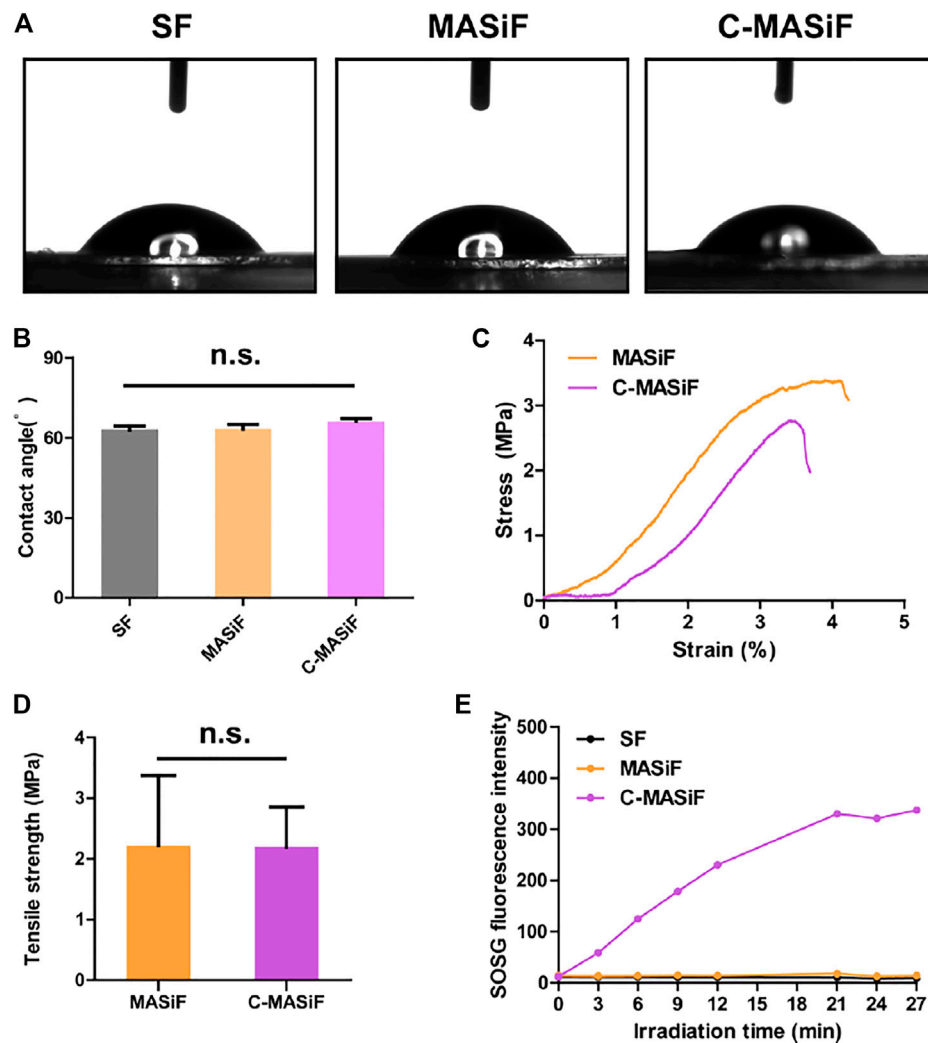 A
SF
MASiF
C-MASiF
B
n.s.
90
60
30
0
Contact angle(°)
SF
MASiF
C-MASiF
C
MASiF
C-MASiF
4
3
2
1
0
Stress (MPa)
0 1 2 3 4 5
Strain (%)
D
n.s.
4
3
2
1
0
Tensile strength (MPa)
MASiF
C-MASiF
E
SF
MASiF
C-MASiF
500
400
300
200
100
0
SOSG fluorescence intensity
0 3 6 9 12 15 18 21 24 27
Irradiation time (min)